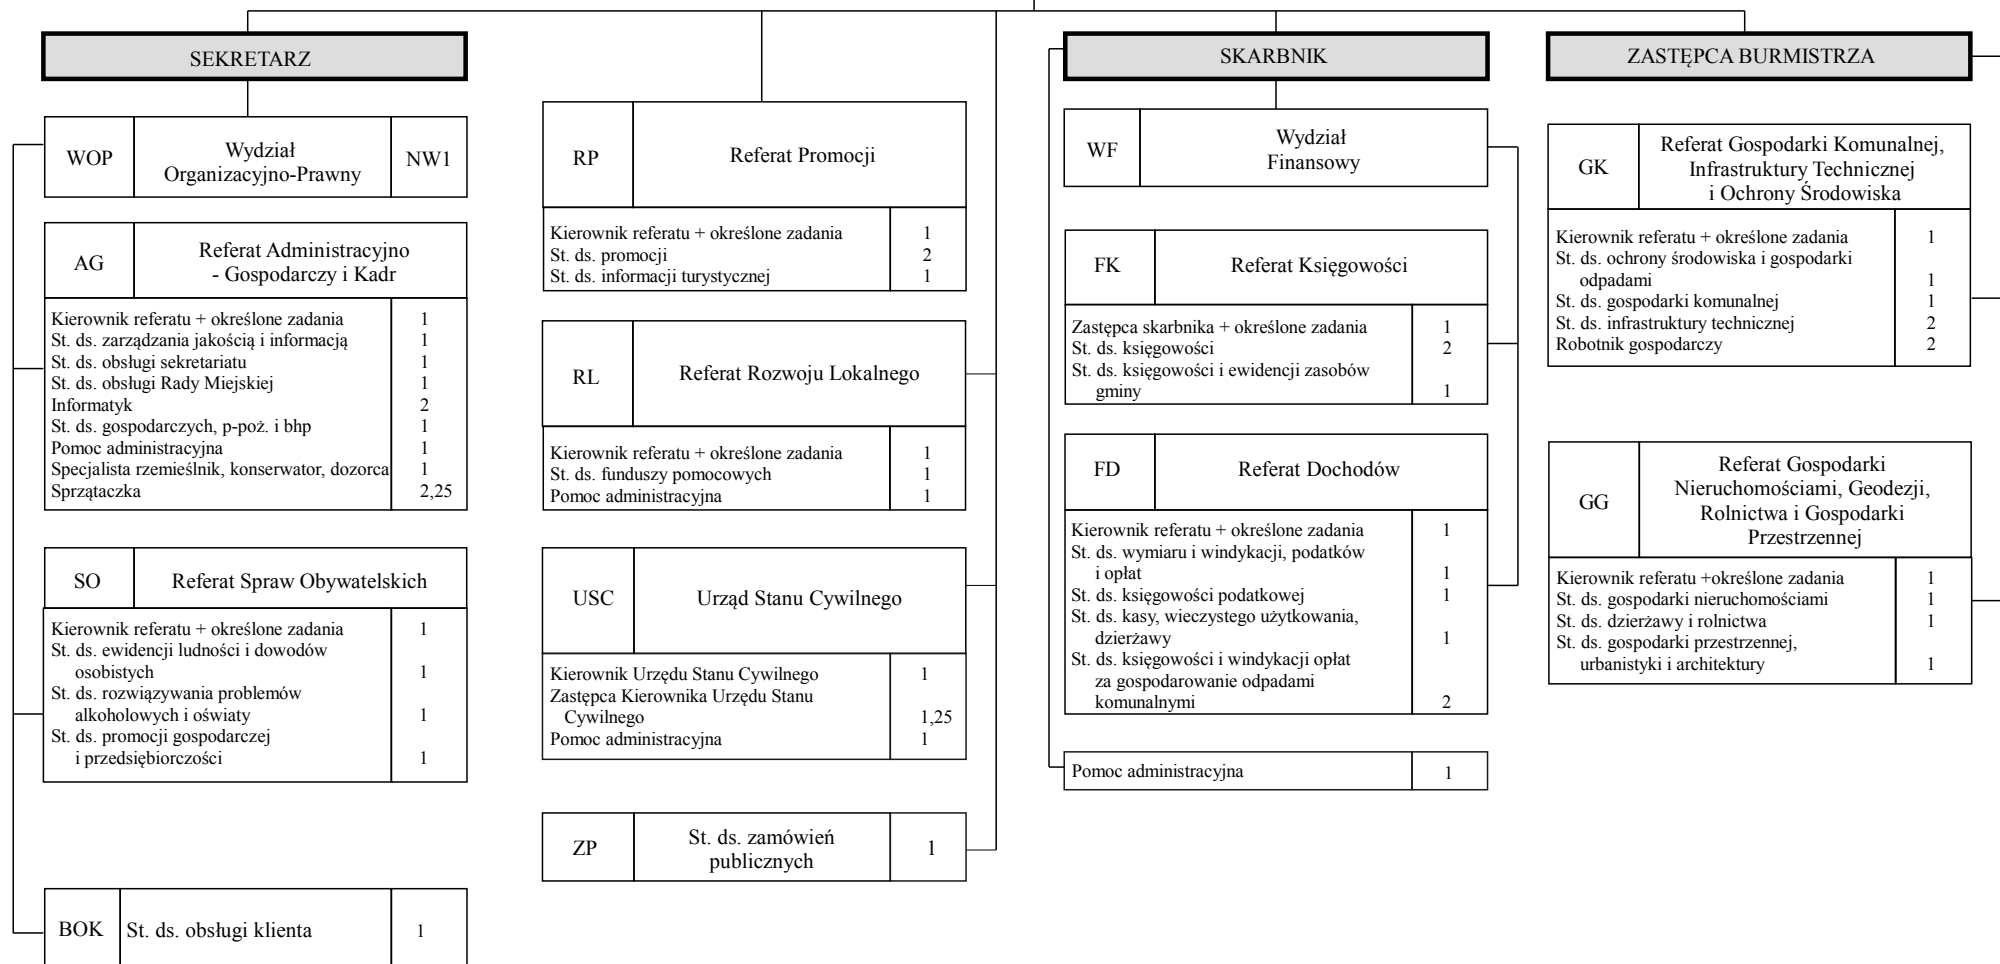 SEKRETARZ
WOP
Wydział
Organizacyjno-Prawny
NW1
AG
Referat Administracyjno
- Gospodarczy i Kadr
Kierownik referatu + określone zadania 1
St. ds. zarządzania jakością i informacją 1
St. ds. obsługi sekretariatu 1
St. ds. obsługi Rady Miejskiej 1
Informatyk 2
St. ds. gospodarczych, p-poż. i bhp 1
Pomoc administracyjna 1
Specjalista rzemieślnik, konserwator, dozorca 1
Sprzątaczka 2,25
SO
Referat Spraw Obywatelskich
Kierownik referatu + określone zadania 1
St. ds. ewidencji ludności i dowodów
osobistych 1
St. ds. rozwiązywania problemów
alkoholowych i oświaty 1
St. ds. promocji gospodarczej
i przedsiębiorczości 1
BOK
St. ds. obsługi klienta
1
RP
Referat Promocji
Kierownik referatu + określone zadania 1
St. ds. promocji 2
St. ds. informacji turystycznej 1
RL
Referat Rozwoju Lokalnego
Kierownik referatu + określone zadania 1
St. ds. funduszy pomocowych 1
Pomoc administracyjna 1
USC
Urząd Stanu Cywilnego
Kierownik Urzędu Stanu Cywilnego 1
Zastępca Kierownika Urzędu Stanu
Cywilnego 1,25
Pomoc administracyjna 1
ZP
St. ds. zamówień
publicznych
1
SKARBNIK
WF
Wydział
Finansowy
FK
Referat Księgowości
Zastępca skarbnika + określone zadania 1
St. ds. księgowości 2
St. ds. księgowości i ewidencji zasobów
gminy 1
FD
Referat Dochodów
Kierownik referatu + określone zadania 1
St. ds. wymiaru i windykacji, podatków
i opłat 1
St. ds. księgowości podatkowej 1
St. ds. kasy, wieczystego użytkowania,
dzierżawy 1
St. ds. księgowości i windykacji opłat
za gospodarowanie odpadami
komunalnymi 2
Pomoc administracyjna 1
ZASTĘPCA BURMISTRZA
GK
Referat Gospodarki Komunalnej,
Infrastruktury Technicznej
i Ochrony Środowiska
Kierownik referatu + określone zadania 1
St. ds. ochrony środowiska i gospodarki
odpadami 1
St. ds. gospodarki komunalnej 1
St. ds. infrastruktury technicznej 2
Robotnik gospodarczy 2
GG
Referat Gospodarki
Nieruchomościami, Geodezji,
Rolnictwa i Gospodarki
Przestrzennej
Kierownik referatu +określone zadania 1
St. ds. gospodarki nieruchomościami 1
St. ds. dzierżawy i rolnictwa 1
St. ds. gospodarki przestrzennej,
urbanistyki i architektury 1